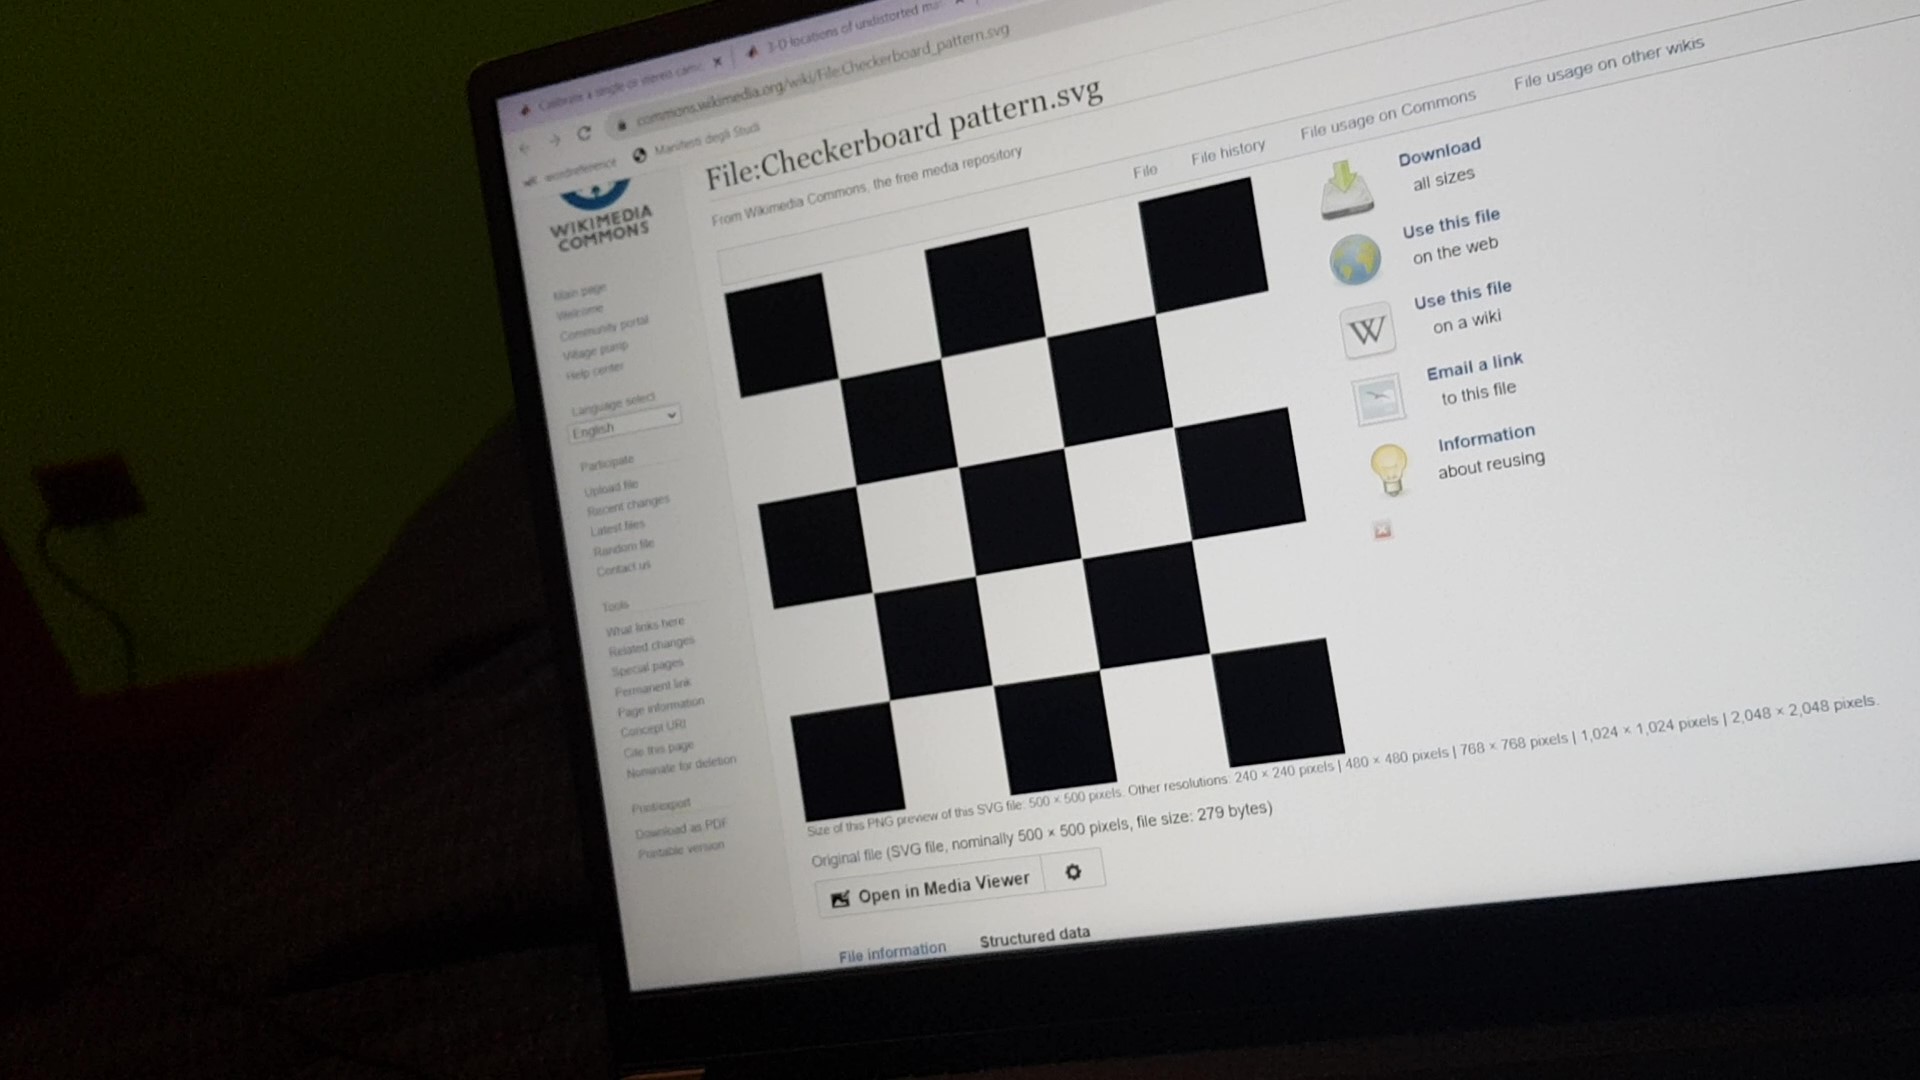 Calibrate a single or stereo came
3-D locations of undistorted ma
commons.wikimedia.org/wiki/File:Checkerboard_pattern.svg
wordreference
Manifesti degli Studi
WIKIMEDIA
COMMONS
File:Checkerboard pattern.svg
From Wikimedia Commons, the free media repository
File
File history
File usage on Commons
File usage on other wikis
Main page
Welcome
Community portal
Village pump
Help center
Language select
English
Participate
Upload file
Recent changes
Latest files
Random file
Contact us
Tools
What links here
Related changes
Special pages
Permanent link
Page information
Concept URI
Cite this page
Nominate for deletion
Print/export
Download as PDF
Printable version
Download
all sizes
Use this file
on the web
W
Use this file
on a wiki
Email a link
to this file
Information
about reusing
Size of this PNG preview of this SVG file: 500 × 500 pixels. Other resolutions: 240 × 240 pixels | 480 × 480 pixels | 768 × 768 pixels | 1,024 × 1,024 pixels | 2,048 × 2,048 pixels.
Original file (SVG file, nominally 500 × 500 pixels, file size: 279 bytes)
Open in Media Viewer
File information
Structured data